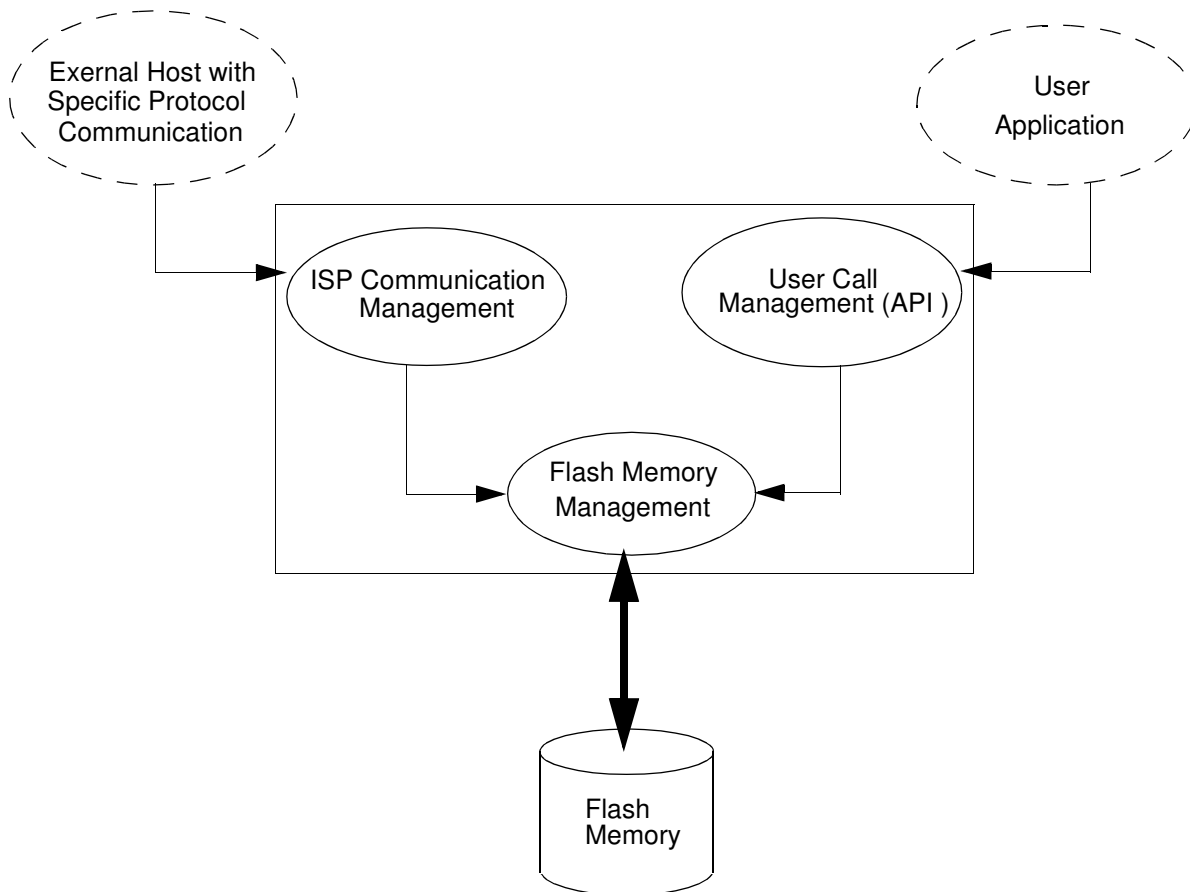 Exernal Host with
Specific Protocol
Communication
User
Application
ISP Communication
Management
User Call
Management (API )
Flash Memory
Management
Flash
Memory